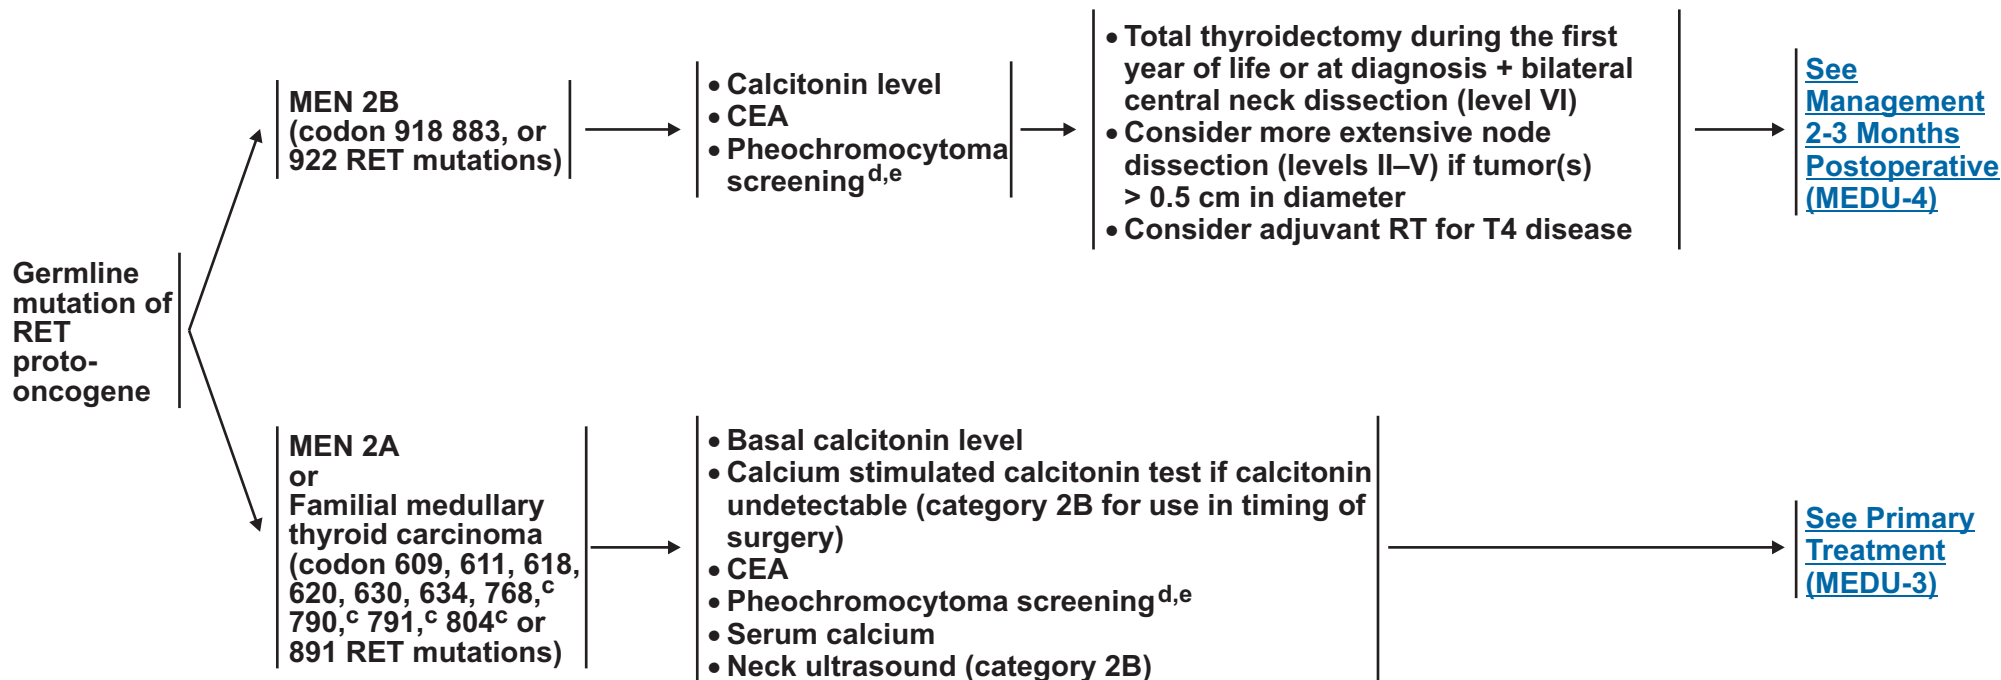 Germline
mutation of
RET
proto-
oncogene
MEN 2B
(codon 918 883, or
922 RET mutations)
• Calcitonin level
• CEA
• Pheochromocytoma
screening d,e
• Total thyroidectomy during the first
year of life or at diagnosis + bilateral
central neck dissection (level VI)
• Consider more extensive node
dissection (levels II–V) if tumor(s)
> 0.5 cm in diameter
• Consider adjuvant RT for T4 disease
See
Management
2-3 Months
Postoperative
(MEDU-4)
MEN 2A
or
Familial medullary
thyroid carcinoma
(codon 609, 611, 618,
620, 630, 634, 768,c
790,c 791,c 804c or
891 RET mutations)
• Basal calcitonin level
• Calcium stimulated calcitonin test if calcitonin
undetectable (category 2B for use in timing of
surgery)
• CEA
• Pheochromocytoma screening d,e
• Serum calcium
• Neck ultrasound (category 2B)
See Primary
Treatment
(MEDU-3)